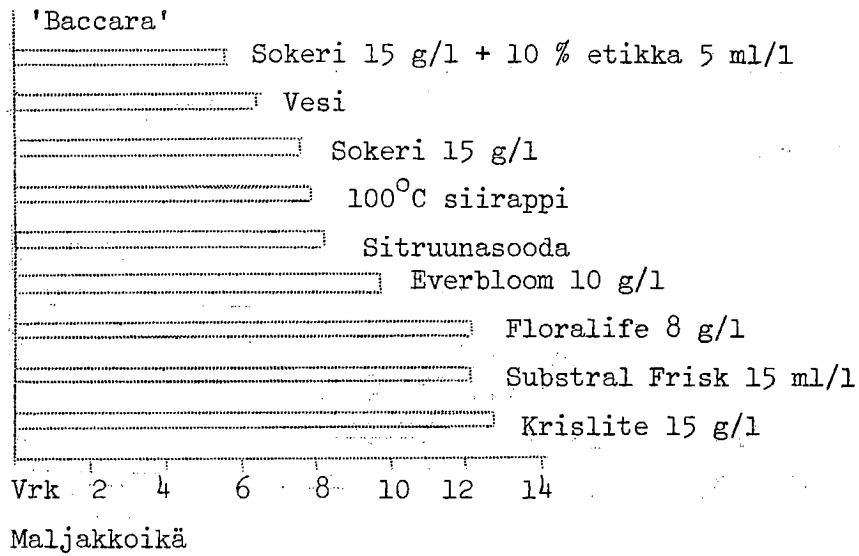 'Baccara'
Sokeri 15 g/l + 10 % etikka 5 ml/l
Vesi
Sokeri 15 g/l
100°C siirappi
Sitruunasooda
Everbloom 10 g/l
Floralife 8 g/l
Substral Frisk 15 ml/l
Krislite 15 g/l
Vrk 2 4 6 8 10 12 14
Maljakkoikä